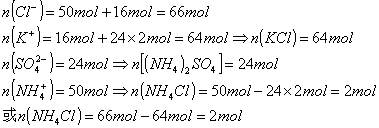 n(Cl⁻) = 50mol + 16mol = 66mol
n(K⁺) = 16mol + 24 × 2mol = 64mol ⇒ n(KCl) = 64mol
n(SO₄²⁻) = 24mol ⇒ n[(NH₄)₂SO₄] = 24mol
n(NH₄⁺) = 50mol ⇒ n(NH₄Cl) = 50mol − 24 × 2mol = 2mol
或n(NH₄Cl) = 66mol − 64mol = 2mol